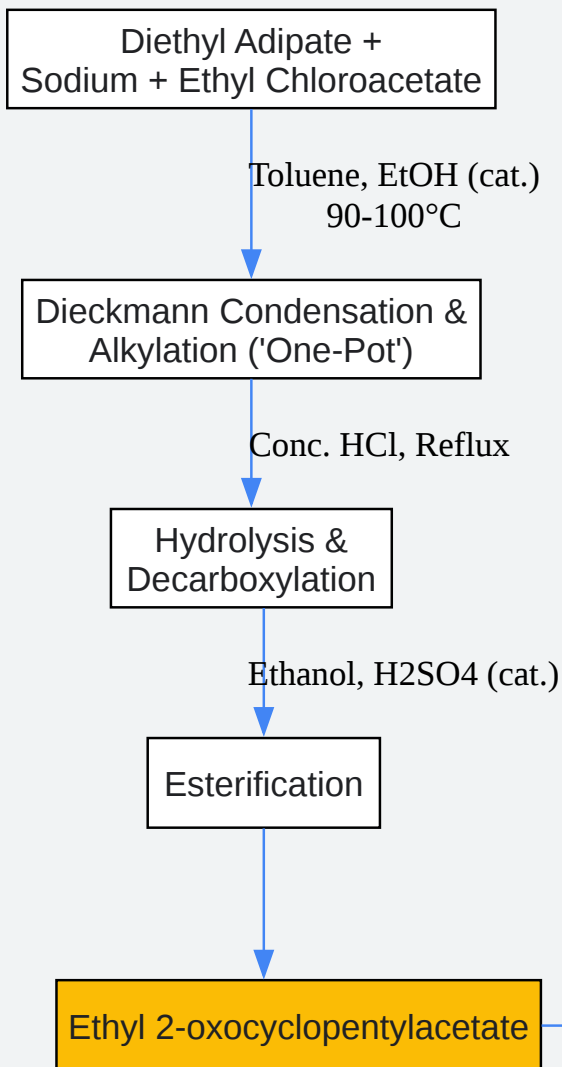 Diethyl Adipate +
Sodium + Ethyl Chloroacetate
Toluene, EtOH (cat.)
90-100°C
Dieckmann Condensation &
Alkylation ('One-Pot')
Conc. HCl, Reflux
Hydrolysis &
Decarboxylation
Ethanol, H2SO4 (cat.)
Esterification
Ethyl 2-oxocyclopentylacetate